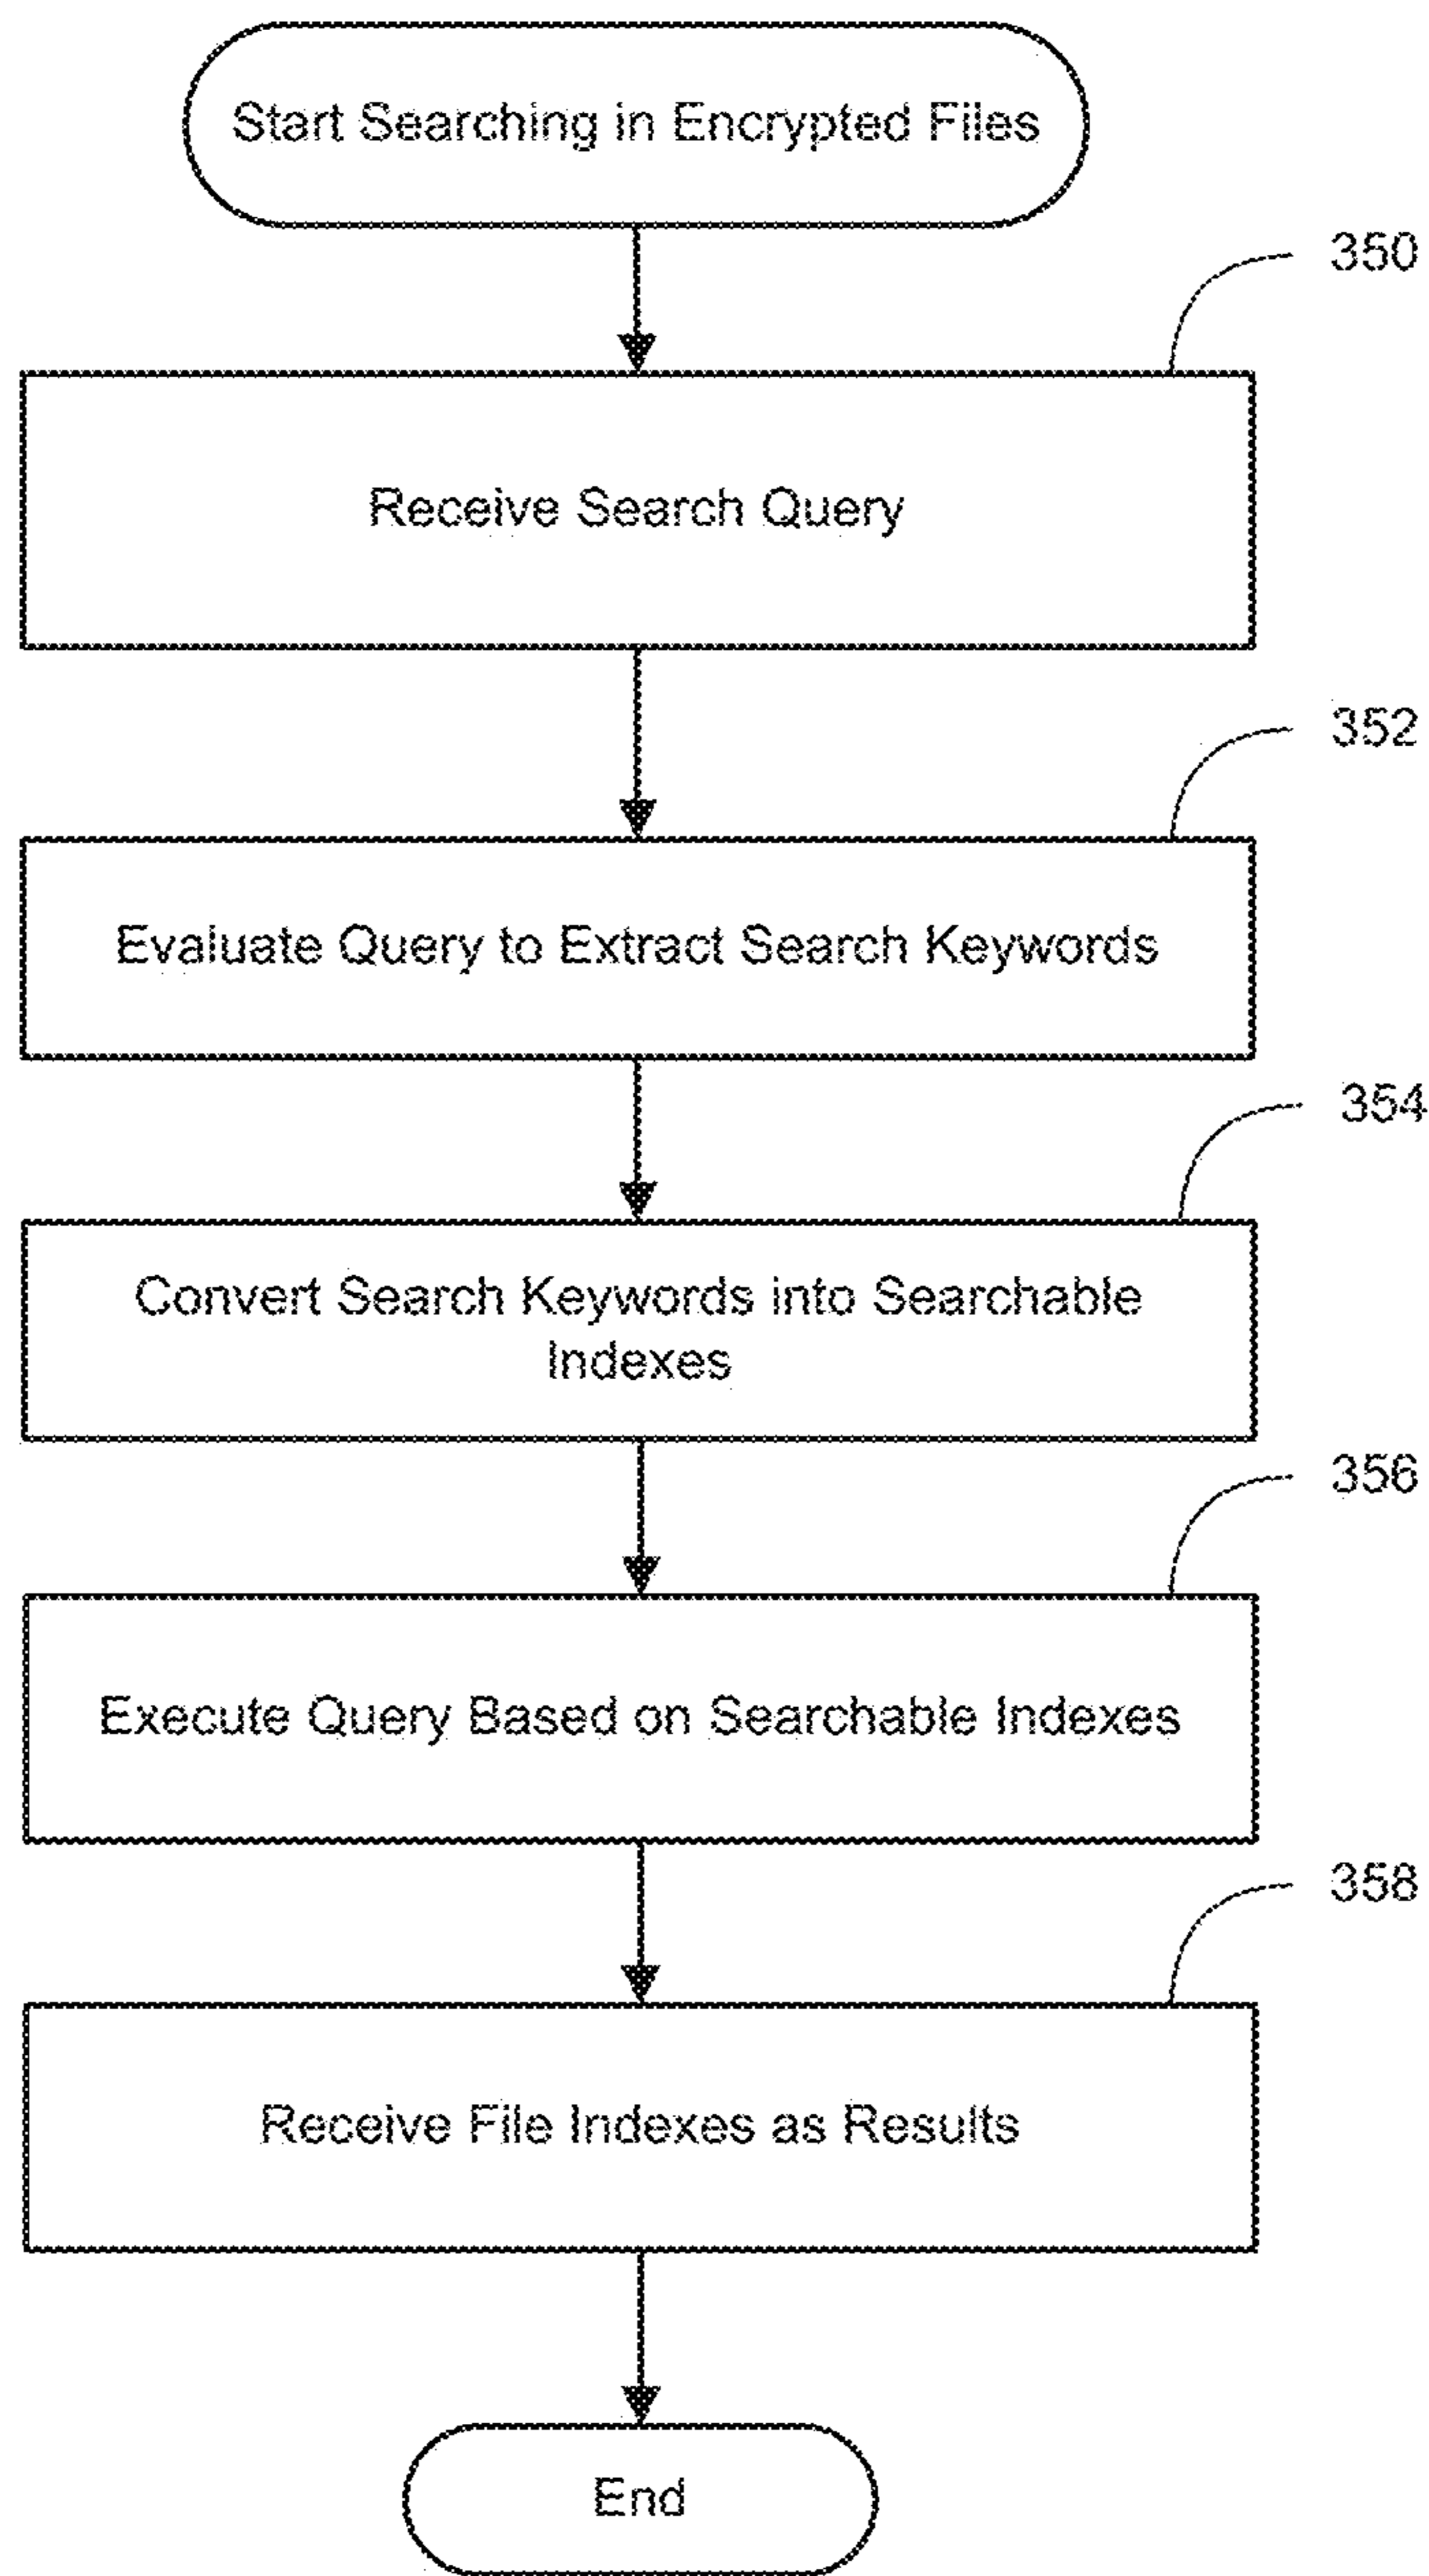 Start Searching in Encrypted Files
350
Receive Search Query
352
Evaluate Query to Extract Search Keywords
354
Convert Search Keywords into Searchable
Indexes
356
Execute Query Based on Searchable Indexes
358
Receive File Indexes as Results
End